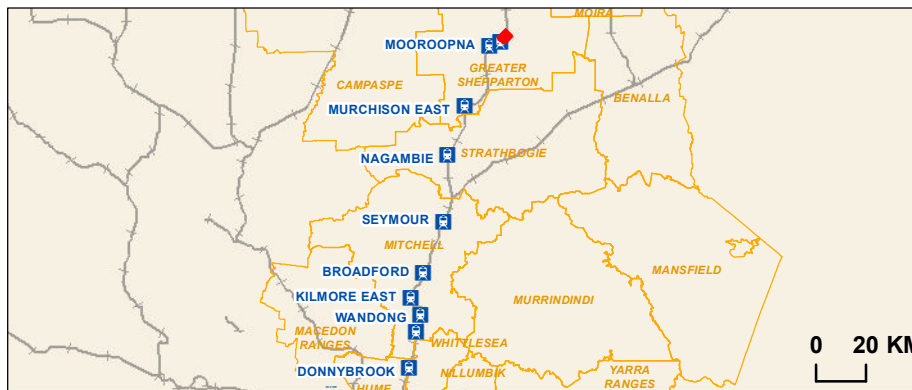 MOIRA
MOOROOPNA
GREATER
SHEPPARTON
CAMPASPE
BENALLA
MURCHISON EAST
NAGAMBIE
STRATHBOGIE
SEYMOUR
MITCHELL
BROADFORD
MANSFIELD
KILMORE EAST
MURRINDINDI
WANDONG
MACEDON
RANGES
WHITTLESEA
0 20 KM
DONNYBROOK
NILLUMBIK
YARRA
RANGES
HUME